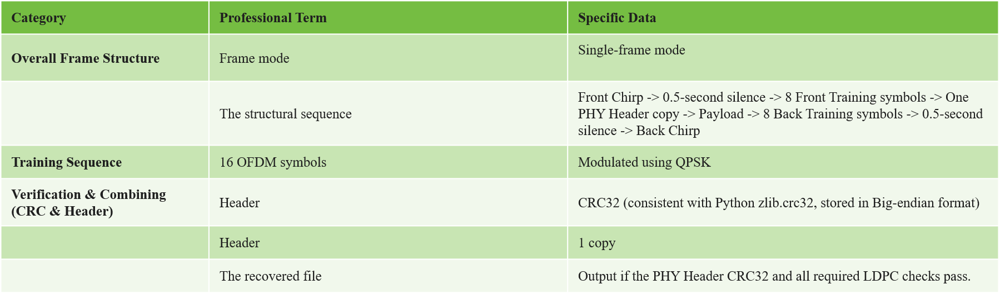 Category
Professional Term
Specific Data
Overall Frame Structure
Frame mode
Single-frame mode
The structural sequence
Front Chirp -> 0.5-second silence -> 8 Front Training symbols -> One
PHY Header copy -> Payload -> 8 Back Training symbols -> 0.5-second
silence -> Back Chirp
Training Sequence
16 OFDM symbols
Modulated using QPSK
Verification & Combining
(CRC & Header)
Header
CRC32 (consistent with Python zlib.crc32, stored in Big-endian format)
Header
1 copy
The recovered file
Output if the PHY Header CRC32 and all required LDPC checks pass.